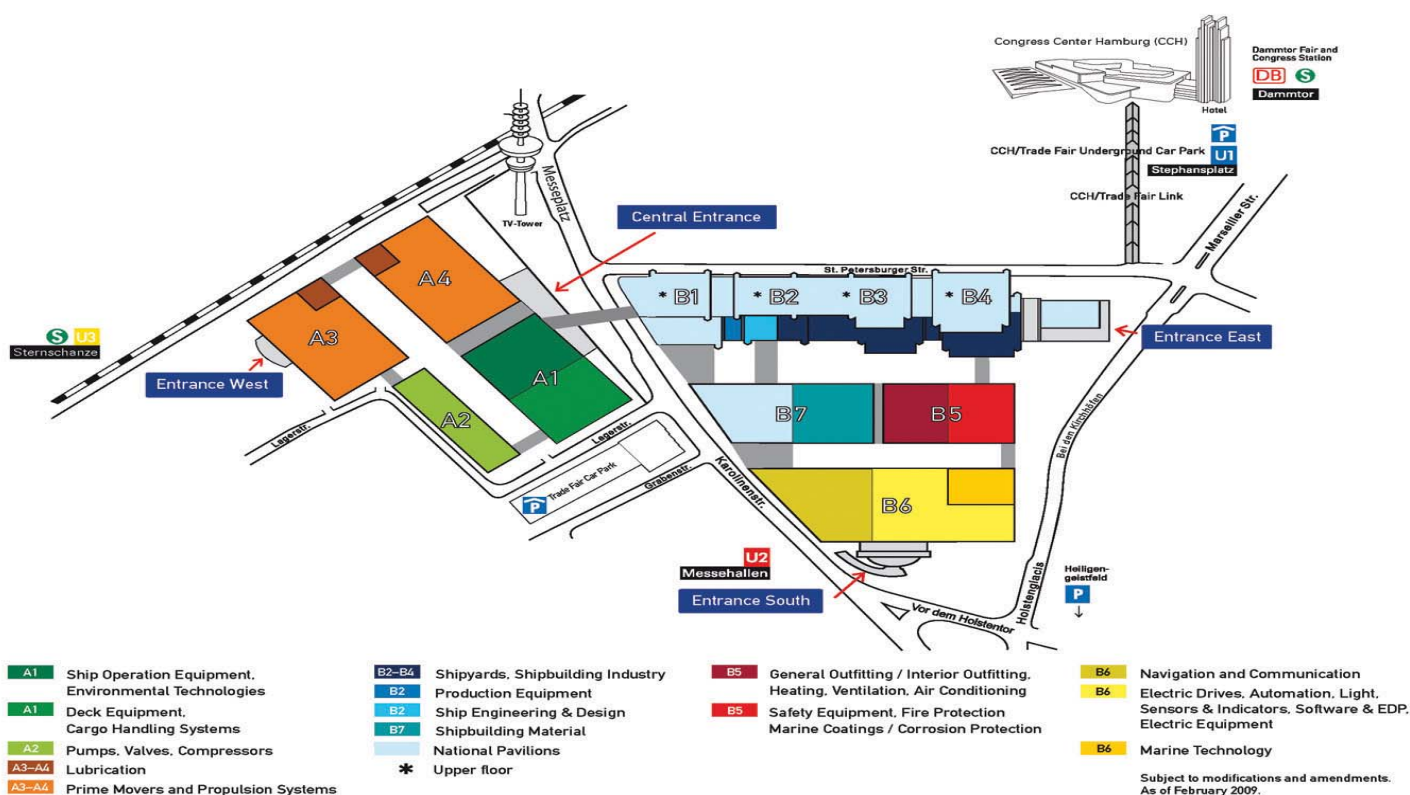 Congress Center Hamburg (CCH)
Dammtor Fair and
Congress Station
DB S
Dammtor
Hotel
P
CCH/Trade Fair Underground Car Park
U1
Stephansplatz
CCH/Trade Fair Link
Marseiller Str.
Messeplatz
TV-Tower
Central Entrance
St. Petersburger Str.
A4
* B1
* B2
* B3
* B4
A3
S U3
Sternschanze
Entrance West
Entrance East
A1
A2
B7
B5
Lagerstr.
Lagerstr.
Bei den Kirchhöfen
Trade Fair Car Park
P
Grabenstr.
Karolinenstr.
B6
U2
Messehallen
Entrance South
Heiligen-
geistfeld
P
Holstenglacis
Vor dem Holstentor
A1 Ship Operation Equipment,
Environmental Technologies
A1 Deck Equipment,
Cargo Handling Systems
A2 Pumps, Valves, Compressors
A3–A4 Lubrication
A3–A4 Prime Movers and Propulsion Systems
B2–B4 Shipyards, Shipbuilding Industry
B2 Production Equipment
B2 Ship Engineering & Design
B7 Shipbuilding Material
National Pavilions
* Upper floor
B5 General Outfitting / Interior Outfitting,
Heating, Ventilation, Air Conditioning
B5 Safety Equipment, Fire Protection
Marine Coatings / Corrosion Protection
B6 Navigation and Communication
B6 Electric Drives, Automation, Light,
Sensors & Indicators, Software & EDP,
Electric Equipment
B6 Marine Technology
Subject to modifications and amendments.
As of February 2009.